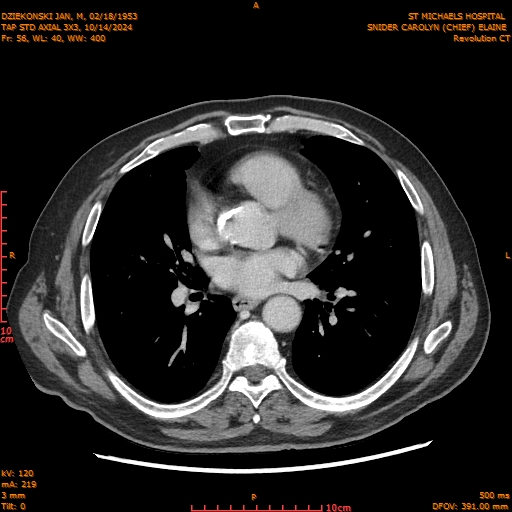 A
DZIEKONSKI JAN, M, 02/18/1953
TAP STD AXIAL 3X3, 10/14/2024
Fr: 56, WL: 40, WW: 400
ST MICHAELS HOSPITAL
SNIDER CAROLYN (CHIEF) ELAINE
Revolution CT
R
L
10
cm
kV: 120
mA: 219
3 mm
Tilt: 0
P
10cm
500 ms
DFOV: 391.00 mm